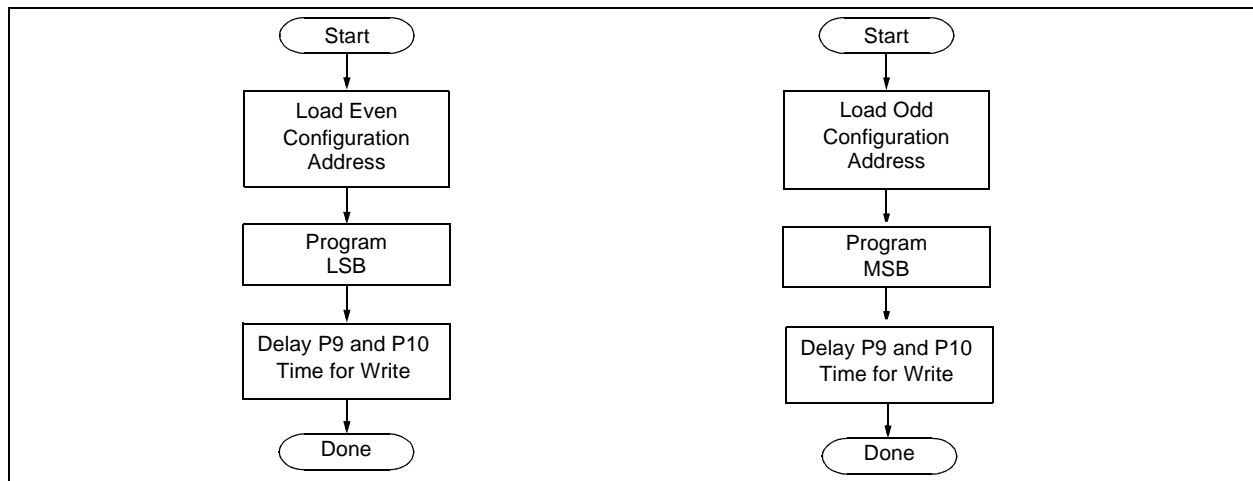 Start
Load Even
Configuration
Address
Program
LSB
Delay P9 and P10
Time for Write
Done
Start
Load Odd
Configuration
Address
Program
MSB
Delay P9 and P10
Time for Write
Done